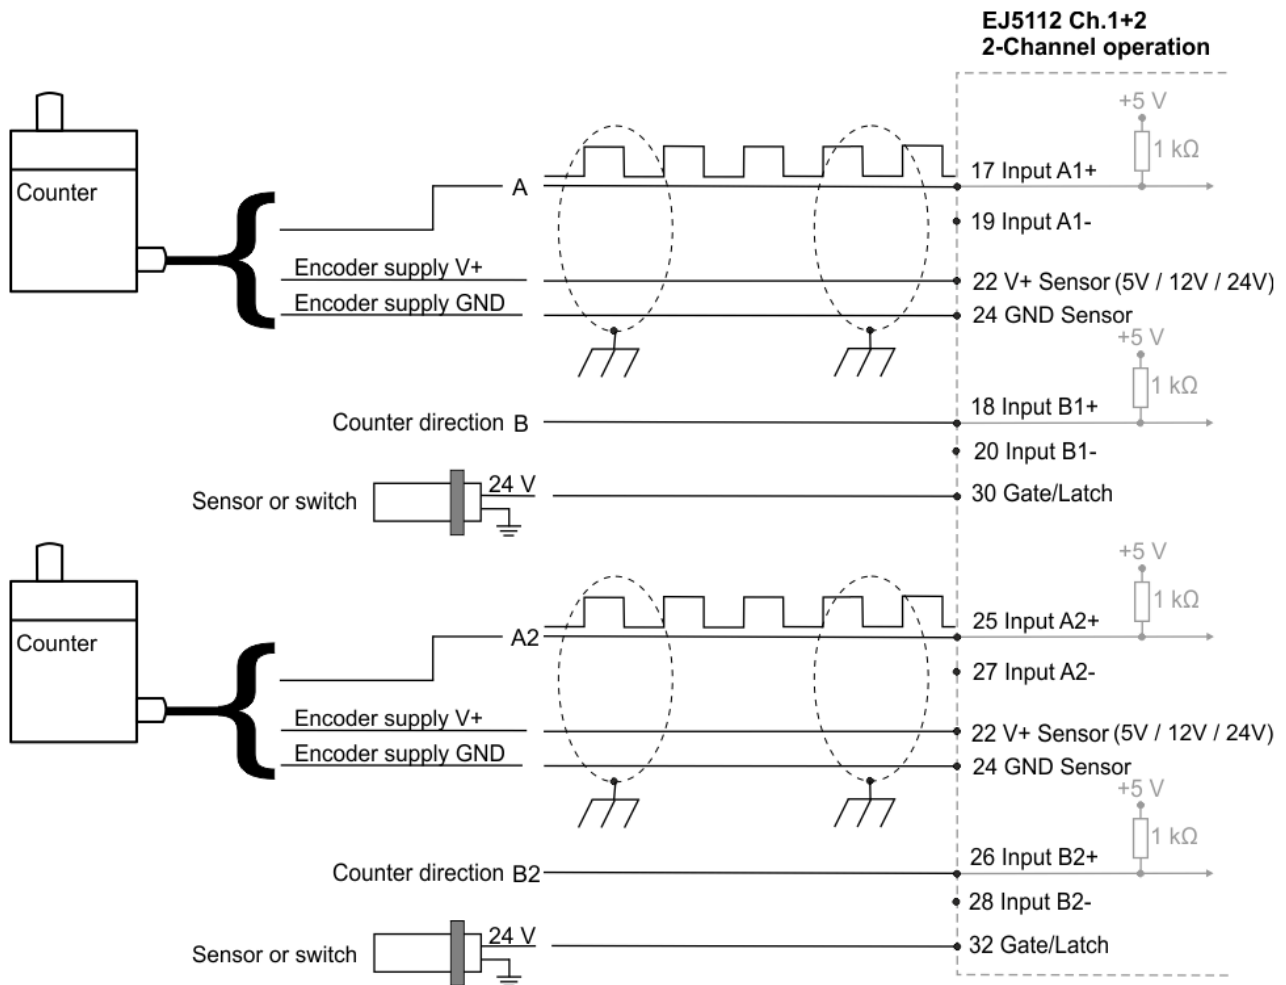 EJ5112 Ch.1+2
2-Channel operation
+5 V
1 kΩ
Counter
A
17 Input A1+
19 Input A1-
Encoder supply V+
22 V+ Sensor (5V / 12V / 24V)
Encoder supply GND
24 GND Sensor
+5 V
1 kΩ
Counter direction B
18 Input B1+
20 Input B1-
Sensor or switch
24 V
30 Gate/Latch
+5 V
1 kΩ
Counter
A2
25 Input A2+
27 Input A2-
Encoder supply V+
22 V+ Sensor (5V / 12V / 24V)
Encoder supply GND
24 GND Sensor
+5 V
1 kΩ
Counter direction B2
26 Input B2+
28 Input B2-
Sensor or switch
24 V
32 Gate/Latch